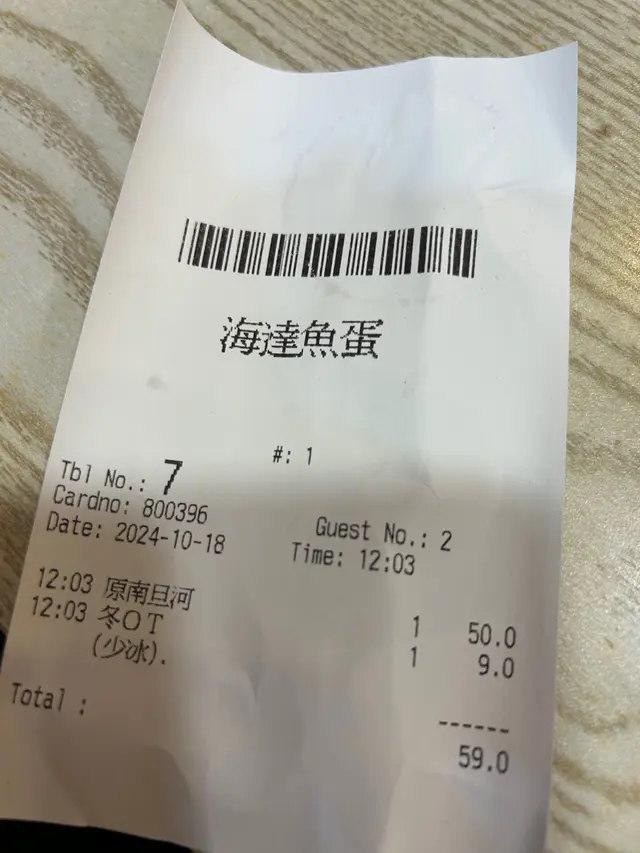 海達魚蛋
#: 1
Tbl No.: 7
Cardno: 800396 Guest No.: 2
Date: 2024-10-18 Time: 12:03
12:03 原南旦河 1 50.0
12:03 冬OT 1 9.0
(少冰).
------
Total : 59.0